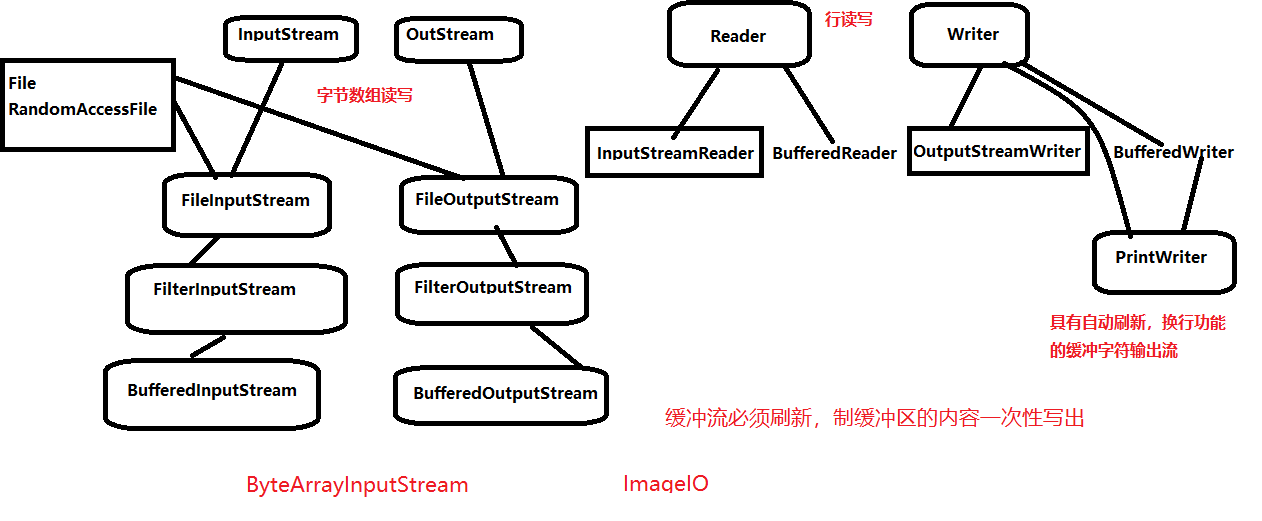 InputStream
OutStream
Reader
行读写
Writer
File
RandomAccessFile
字节数组读写
InputStreamReader
BufferedReader
OutputStreamWriter
BufferedWriter
FileInputStream
FileOutputStream
PrintWriter
FilterInputStream
FilterOutputStream
具有自动刷新，换行功能
的缓冲字符输出流
BufferedInputStream
BufferedOutputStream
缓冲流必须刷新，制缓冲区的内容一次性写出
ByteArrayInputStream
ImageIO